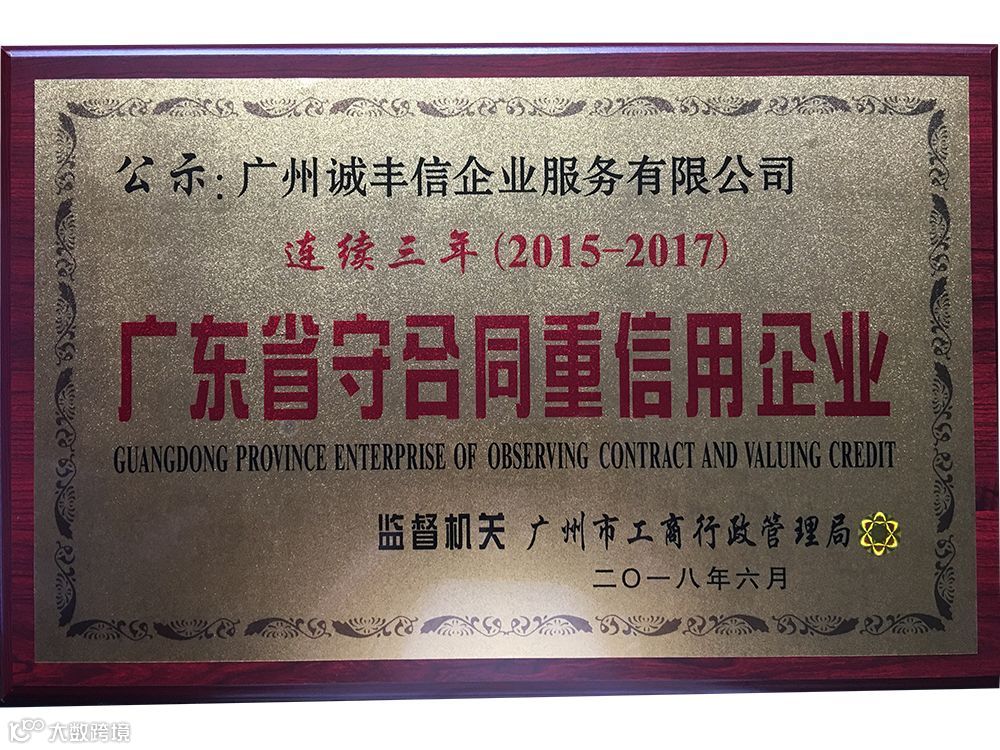 公示：广州诚丰信企业服务有限公司
连续三年(2015-2017)
广东省守合同重信用企业
GUANGDONG PROVINCE ENTERPRISE OF OBSERVING CONTRACT AND VALUING CREDIT
监督机关 广州市工商行政管理局
二〇一八年六月
大数跨境